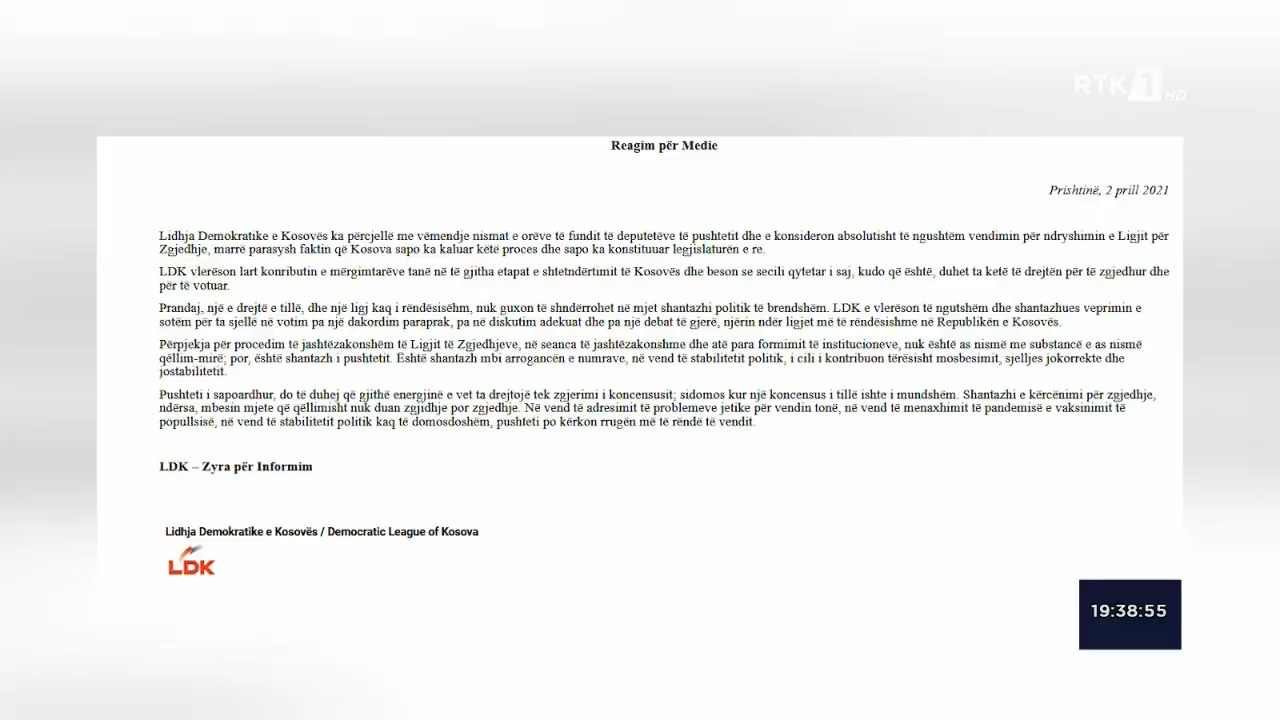 RTK 1 HD
Reagim për Medie
Prishtinë, 2 prill 2021
Lidhja Demokratike e Kosovës ka përcjellë me vëmendje nismat e orëve të fundit të deputetëve të pushtetit dhe e konsideron absolutisht të ngushtëm vendimin për ndryshimin e Ligjit për
Zgjedhje, marrë parasysh faktin që Kosova sapo ka kaluar këtë proces dhe sapo ka konstituar legjislaturën e re.
LDK vlerëson lart konributin e mërgimtarëve tanë në të gjitha etapat e shtetndërtimit të Kosovës dhe beson se secili qytetar i saj, kudo që është, duhet ta ketë të drejtën për të zgjedhur dhe
për të votuar.
Prandaj, një e drejtë e tillë, dhe një ligj kaq i rëndësisëhm, nuk guxon të shndërrohet në mjet shantazhi politik të brendshëm. LDK e vlerëson të ngutshëm dhe shantazhues veprimin e
sotëm për ta sjellë në votim pa një dakordim paraprak, pa në diskutim adekuat dhe pa një debat të gjerë, njërin ndër ligjet më të rëndësishme në Republikën e Kosovës.
Përpjekja për procedim të jashtëzakonshëm të Ligjit të Zgjedhjeve, në seanca të jashtëzakonshme dhe atë para formimit të institucioneve, nuk është as nismë me substancë e as nismë
qëllim-mirë; por, është shantazh i pushtetit. Është shantazh mbi arrogancën e numrave, në vend të stabilitetit politik, i cili i kontribuon tërësisht mosbesimit, sjelljes jokorrekte dhe
jostabilitetit.
Pushteti i sapoardhur, do të duhej që gjithë energjinë e vet ta drejtojë tek zgjerimi i koncensusit; sidomos kur një koncensus i tillë ishte i mundshëm. Shantazhi e kërcënimi për zgjedhje,
ndërsa, mbesin mjete që qëllimisht nuk duan zgjidhje por zgjedhje. Në vend të adresimit të problemeve jetike për vendin tonë, në vend të menaxhimit të pandemisë e vaksinimit të
popullsisë, në vend të stabilitetit politik kaq të domosdoshëm, pushteti po kërkon rrugën më të rëndë të vendit.
LDK – Zyra për Informim
Lidhja Demokratike e Kosovës / Democratic League of Kosova
LDK
19:38:55